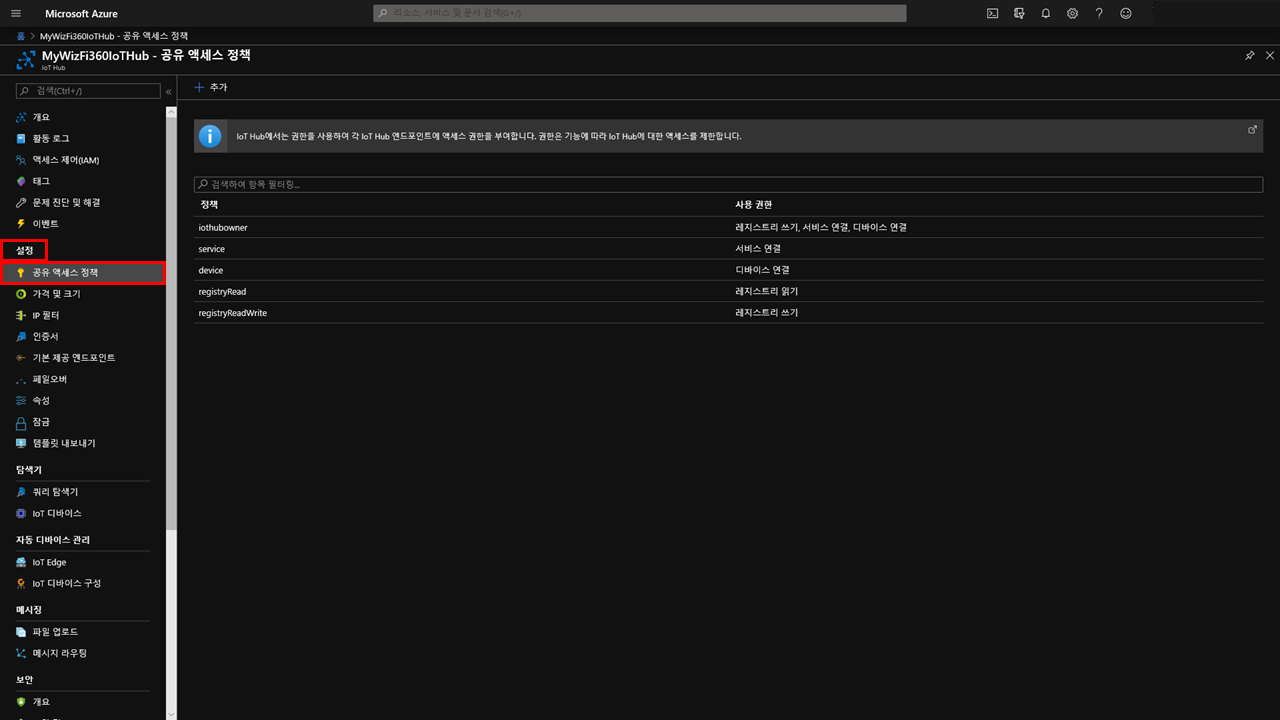 Microsoft Azure
리소스, 서비스 및 문서 검색(G+/)
홈 > MyWizFi360IoTHub - 공유 액세스 정책
MyWizFi360IoTHub - 공유 액세스 정책
IoT Hub
검색(Ctrl+/)
추가
개요
활동 로그
액세스 제어(IAM)
태그
문제 진단 및 해결
이벤트
설정
공유 액세스 정책
가격 및 크기
IP 필터
인증서
기본 제공 엔드포인트
페일오버
속성
잠금
템플릿 내보내기
탐색기
쿼리 탐색기
IoT 디바이스
자동 디바이스 관리
IoT Edge
IoT 디바이스 구성
메시징
파일 업로드
메시지 라우팅
보안
개요
IoT Hub에서는 권한을 사용하여 각 IoT Hub 엔드포인트에 액세스 권한을 부여합니다. 권한은 기능에 따라 IoT Hub에 대한 액세스를 제한합니다.
검색하여 항목 필터링...
정책 사용 권한
iothubowner 레지스트리 쓰기, 서비스 연결, 디바이스 연결
service 서비스 연결
device 디바이스 연결
registryRead 레지스트리 읽기
registryReadWrite 레지스트리 쓰기